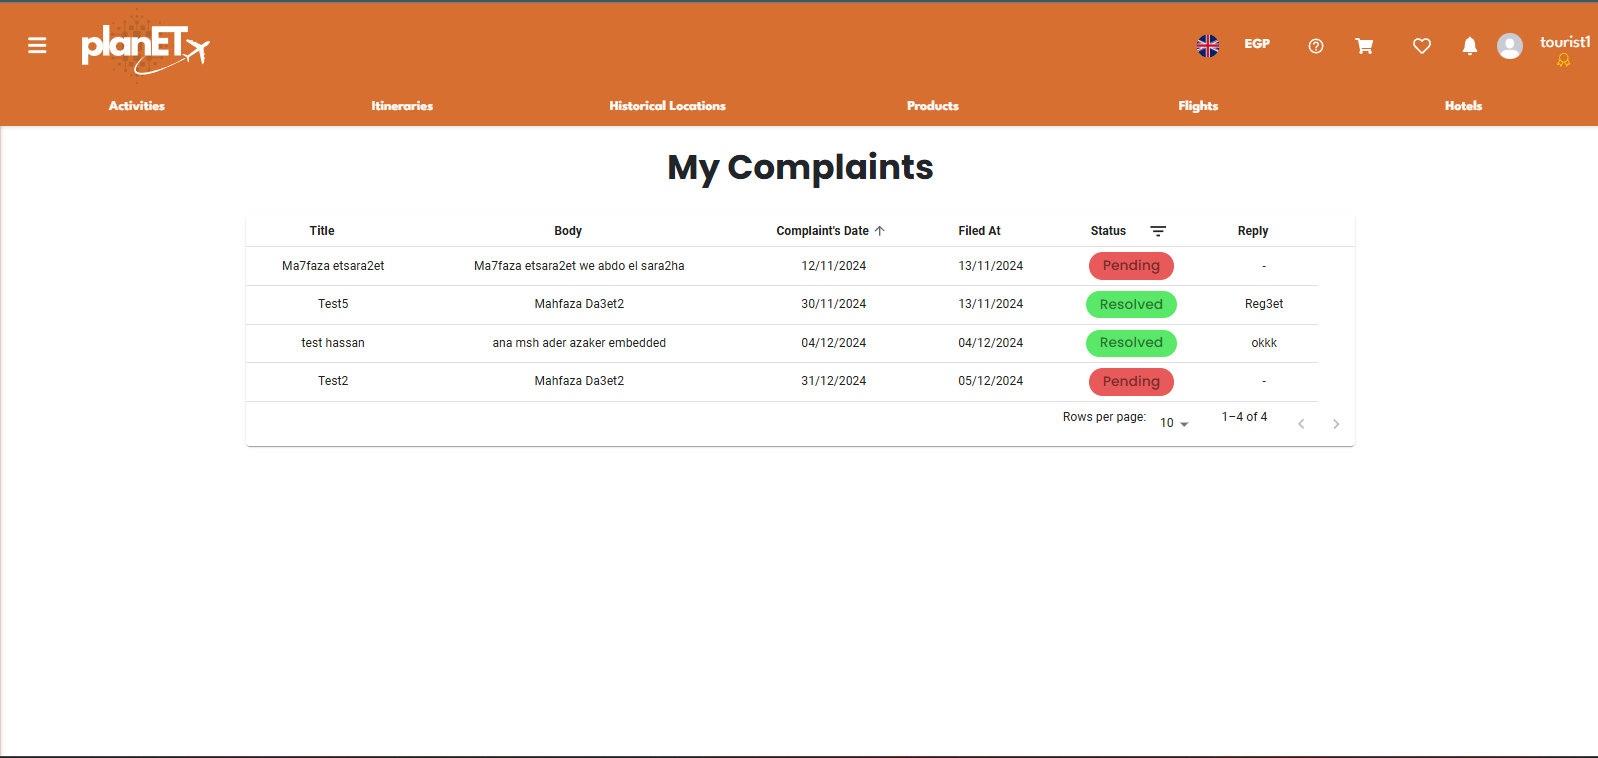 planET
EGP
tourist1
Activities Itineraries Historical Locations Products Flights Hotels
My Complaints
Title Body Complaint's Date Filed At Status Reply
Ma7faza etsara2et Ma7faza etsara2et we abdo el sara2ha 12/11/2024 13/11/2024 Pending -
Test5 Mahfaza Da3et2 30/11/2024 13/11/2024 Resolved Reg3et
test hassan ana msh ader azaker embedded 04/12/2024 04/12/2024 Resolved okkk
Test2 Mahfaza Da3et2 31/12/2024 05/12/2024 Pending -
Rows per page: 10 1–4 of 4